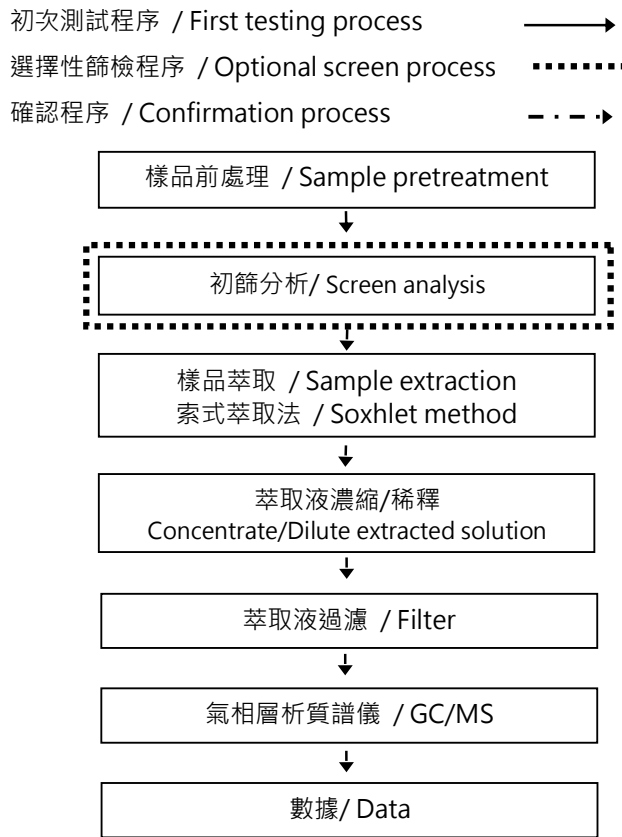 初次測試程序 / First testing process
選擇性篩檢程序 / Optional screen process
確認程序 / Confirmation process
樣品前處理 / Sample pretreatment
初篩分析/ Screen analysis
樣品萃取 / Sample extraction
索式萃取法 / Soxhlet method
萃取液濃縮/稀釋
Concentrate/Dilute extracted solution
萃取液過濾 / Filter
氣相層析質譜儀 / GC/MS
數據/ Data